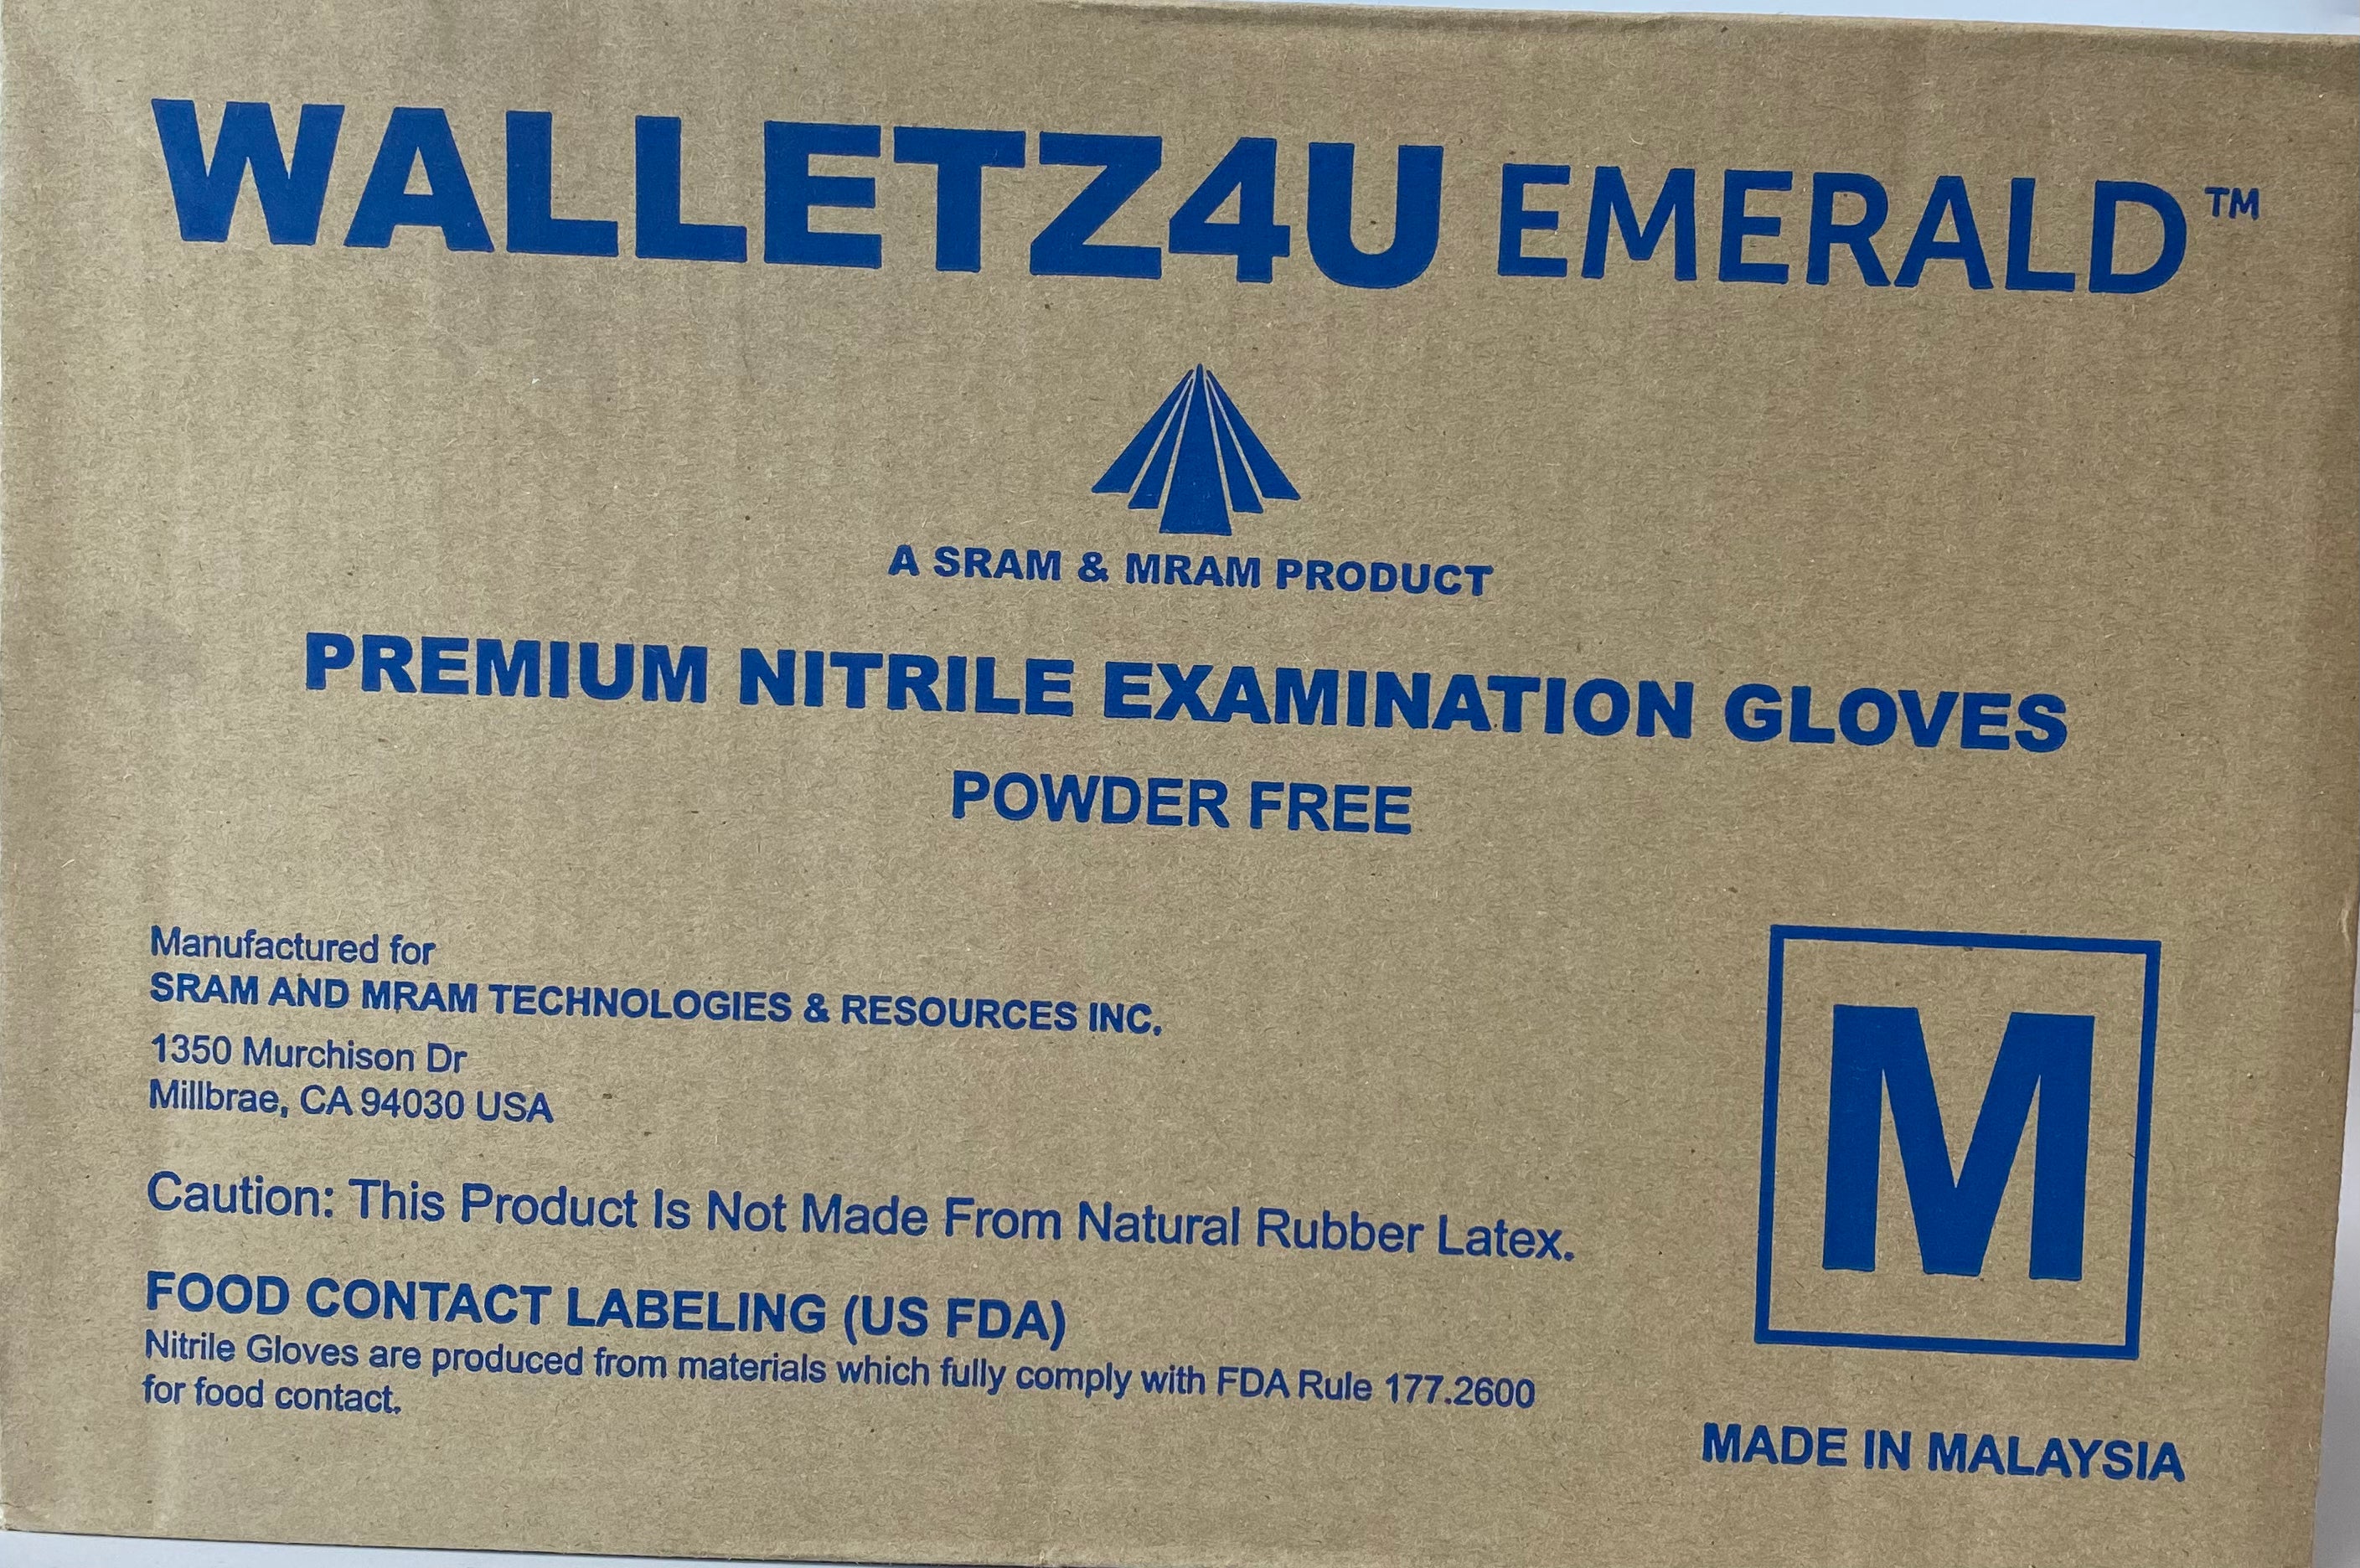 WALLETZ4U EMERALD™
A SRAM & MRAM PRODUCT
PREMIUM NITRILE EXAMINATION GLOVES
POWDER FREE
Manufactured for
SRAM AND MRAM TECHNOLOGIES & RESOURCES INC.
1350 Murchison Dr
Millbrae, CA 94030 USA
Caution: This Product Is Not Made From Natural Rubber Latex.
FOOD CONTACT LABELING (US FDA)
Nitrile Gloves are produced from materials which fully comply with FDA Rule 177.2600
for food contact.
M
MADE IN MALAYSIA